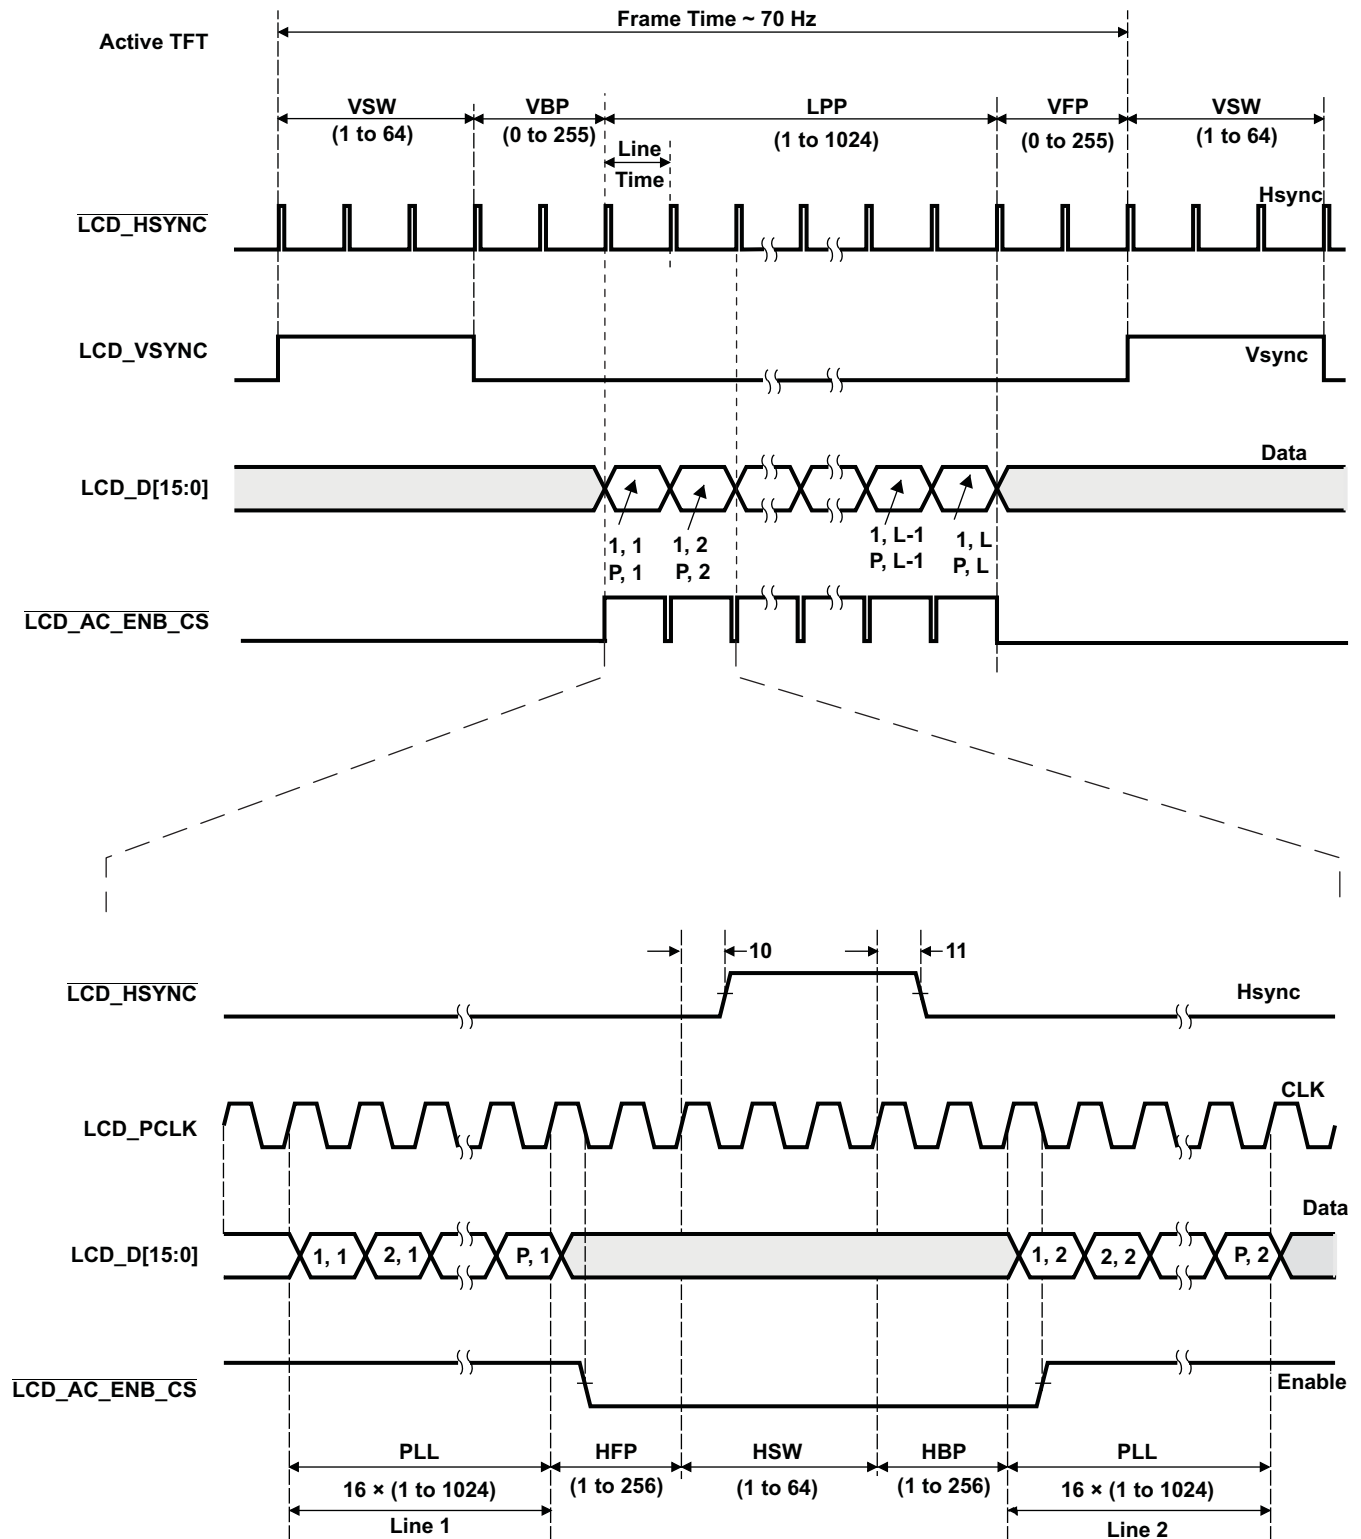 Frame Time ~ 70 Hz
Active TFT
VSW VBP LPP VFP VSW
(1 to 64) (0 to 255) (1 to 1024) (0 to 255) (1 to 64)
Line
Time
LCD_HSYNC Hsync
LCD_VSYNC Vsync
Data
LCD_D[15:0]
1, 1 1, 2 1, L-1 1, L
P, 1 P, 2 P, L-1 P, L
LCD_AC_ENB_CS
10 11
LCD_HSYNC Hsync
CLK
LCD_PCLK
Data
LCD_D[15:0] 1, 1 2, 1 P, 1 1, 2 2, 2 P, 2
LCD_AC_ENB_CS Enable
PLL HFP HSW HBP PLL
16 × (1 to 1024) (1 to 256) (1 to 64) (1 to 256) 16 × (1 to 1024)
Line 1 Line 2